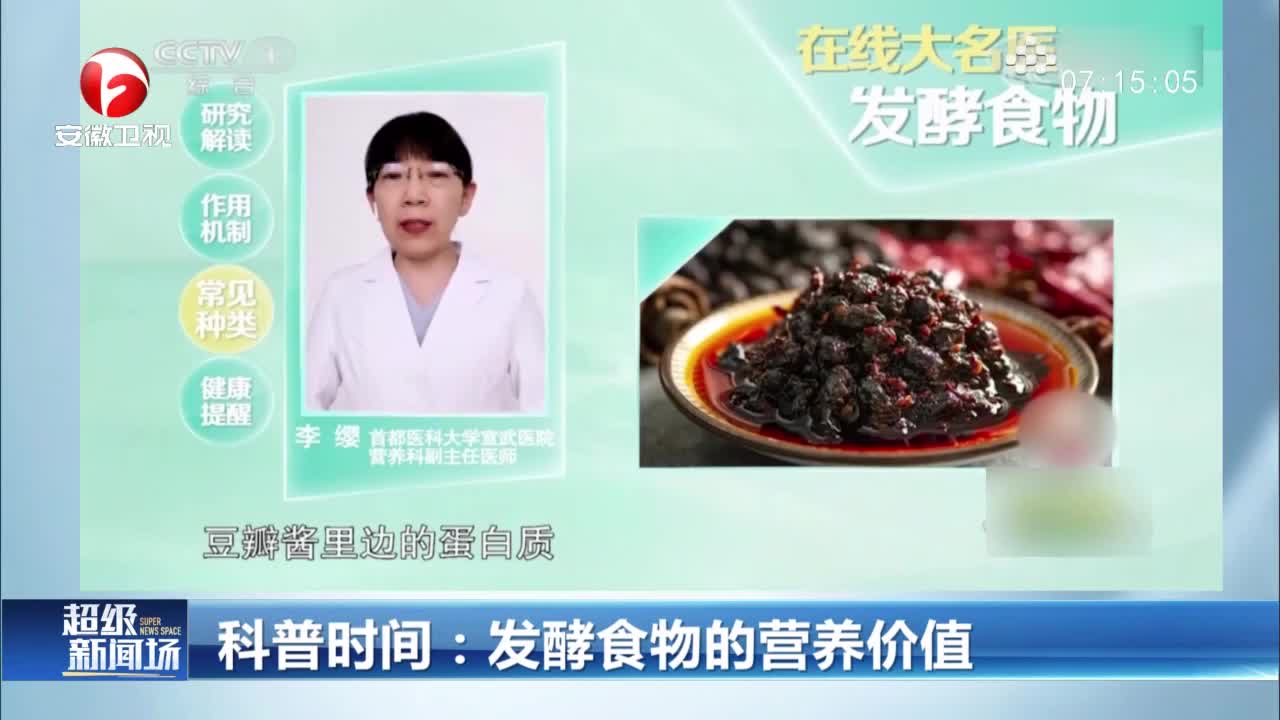 CCTV 1
综合
安徽卫视
在线大名医
07:15:05
发酵食物
研究
解读
作用
机制
常见
种类
健康
提醒
李 缨 首都医科大学宣武医院
营养科副主任医师
豆瓣酱里边的蛋白质
超级
新闻场
SUPER
NEWS SPACE
科普时间：发酵食物的营养价值